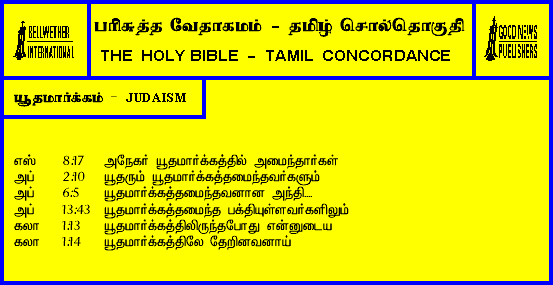 BELLWETHER
INTERNATIONAL
பரிசுத்த வேதாகமம் - தமிழ் சொல்தொகுதி
THE HOLY BIBLE - TAMIL CONCORDANCE
GOOD NEWS
PUBLISHERS
யூதமார்க்கம் - JUDAISM
எஸ் 8:17 அநேகர் யூதமார்க்கத்தில் அமைந்தார்கள்
அப் 2:10 யூதரும் யூதமார்க்கத்தமைந்தவர்களும்
அப் 6:5 யூதமார்க்கத்தமைந்தவனான அந்தி....
அப் 13:43 யூதமார்க்கத்தமைந்த பக்தியுள்ளவர்களிலும்
கலா 1:13 யூதமார்க்கத்திலிருந்தபோது என்னுடைய
கலா 1:14 யூதமார்க்கத்திலே தேறினவனாய்